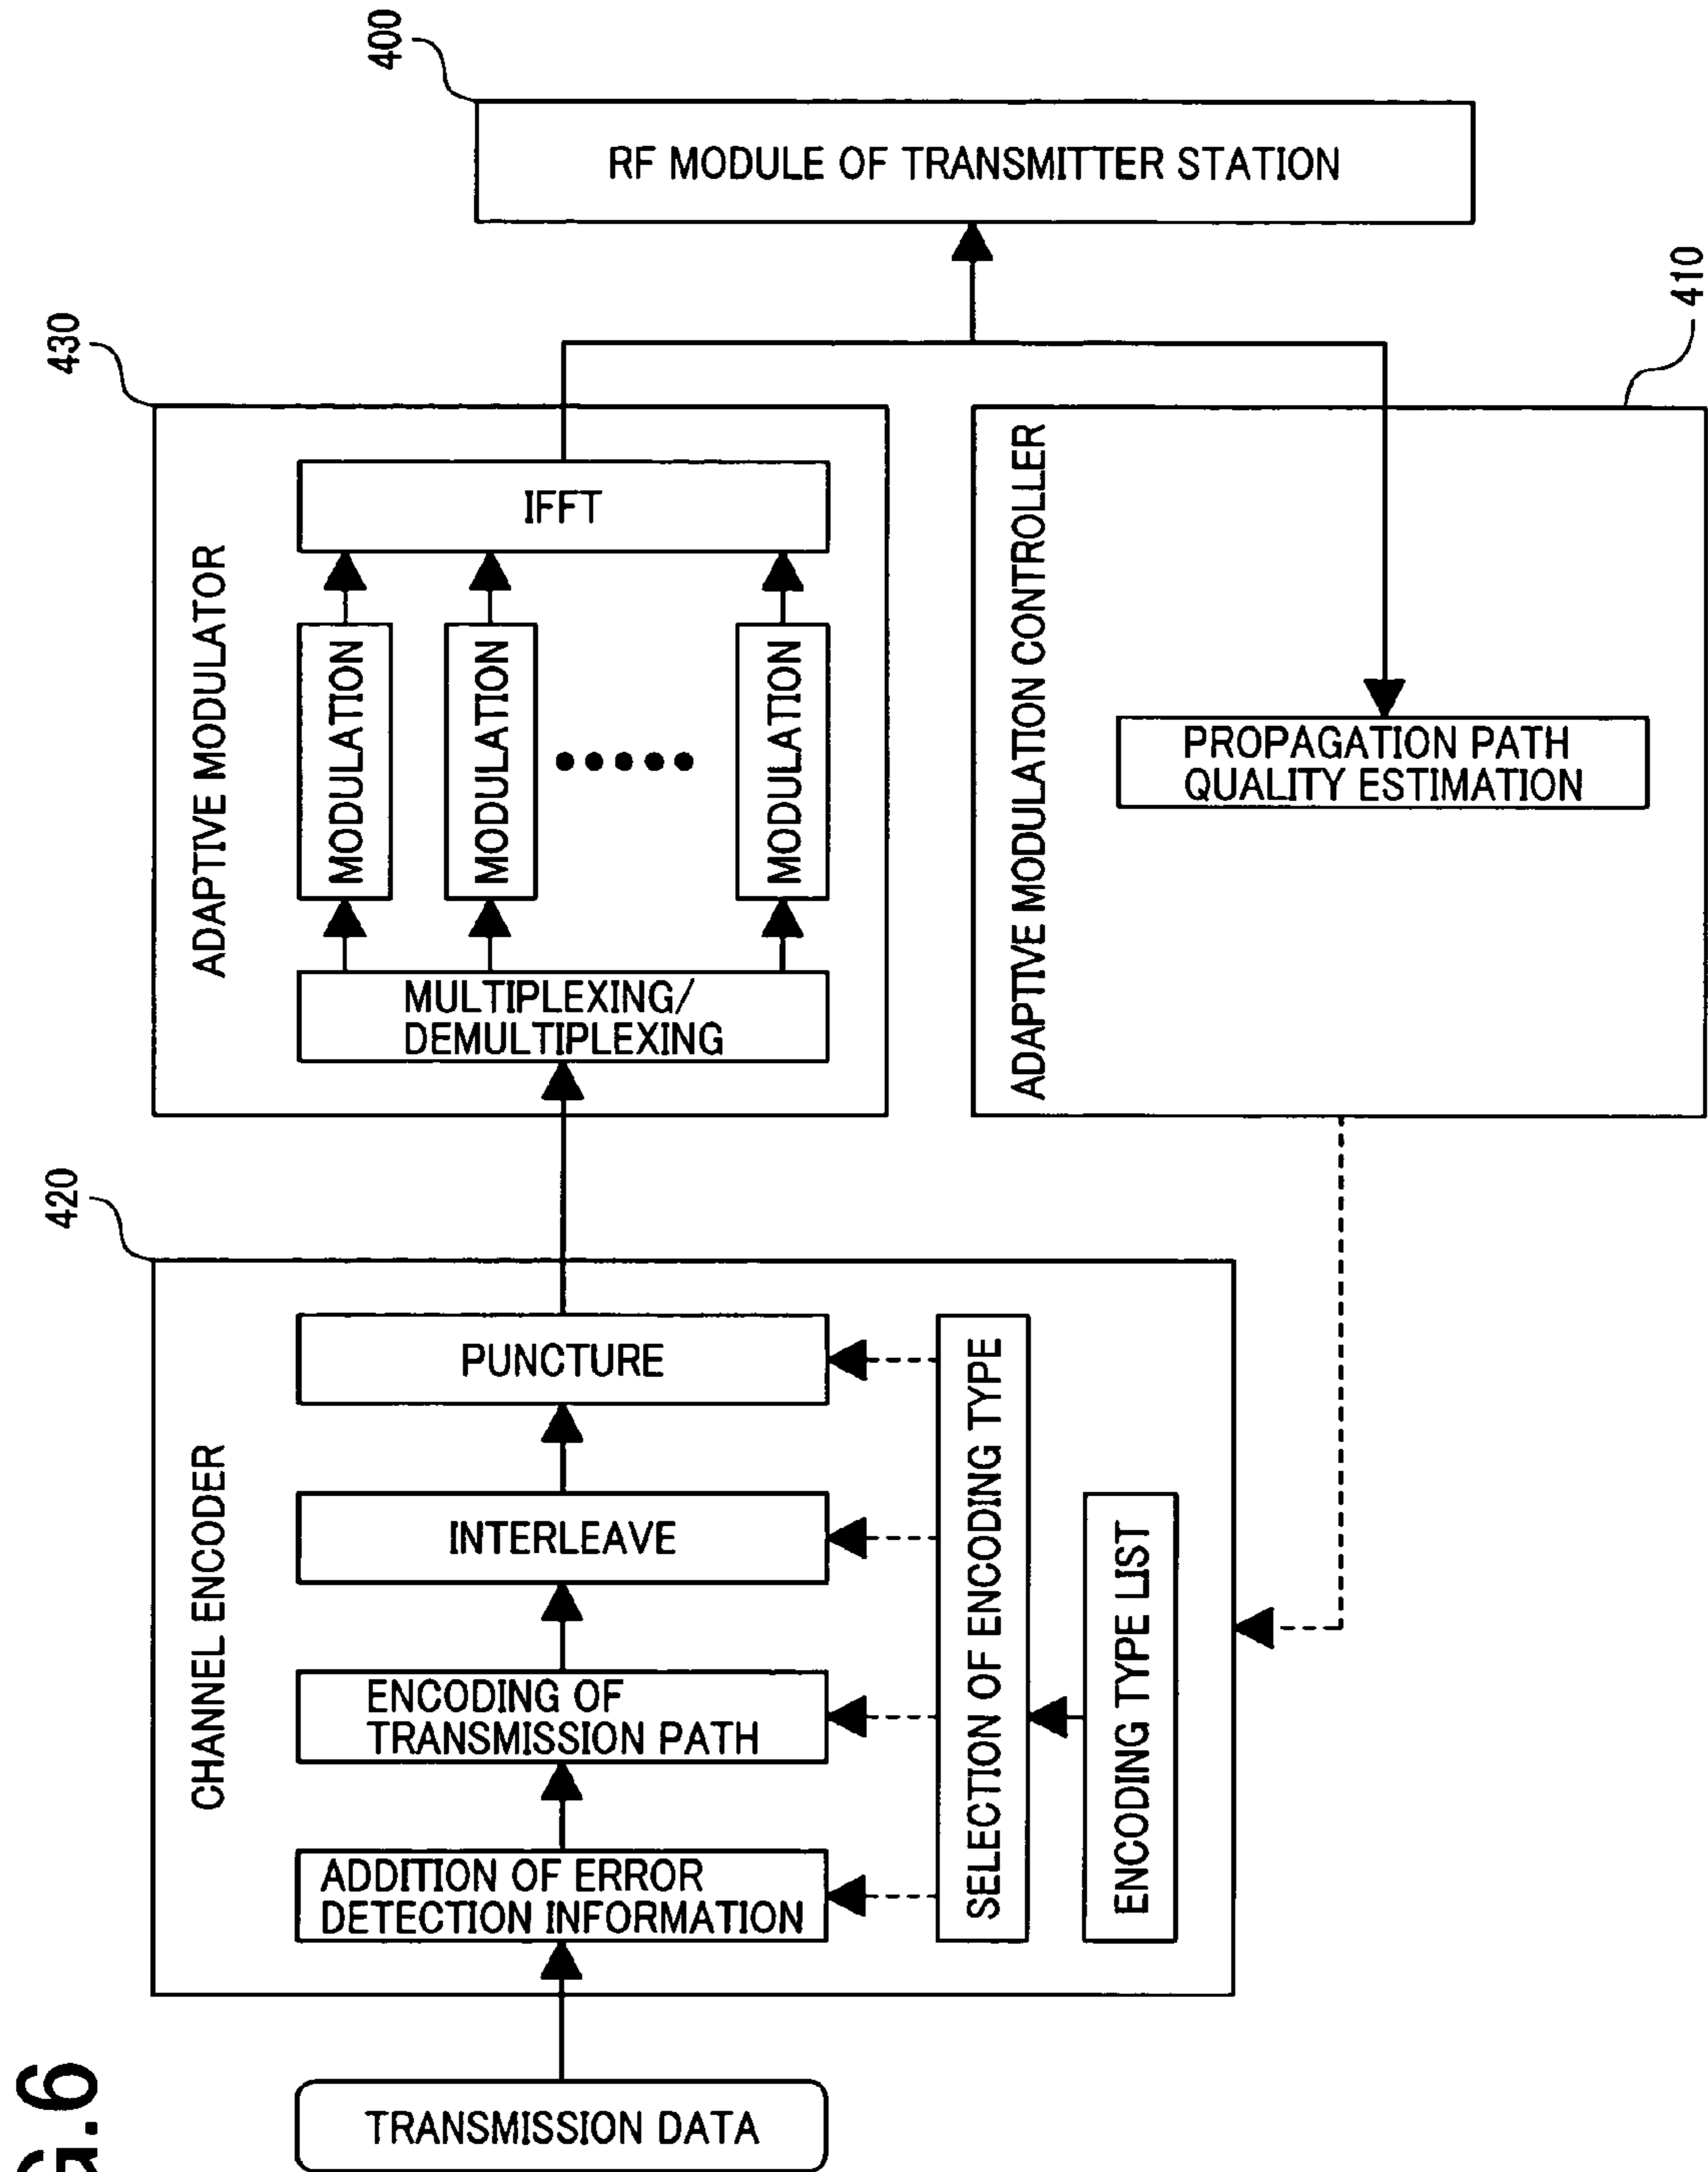 G.6
TRANSMISSION DATA
CHANNEL ENCODER
420
ADDITION OF ERROR
DETECTION INFORMATION
ENCODING OF
TRANSMISSION PATH
INTERLEAVE
PUNCTURE
SELECTION OF ENCODING TYPE
ENCODING TYPE LIST
ADAPTIVE MODULATOR
430
MULTIPLEXING/
DEMULTIPLEXING
MODULATION
MODULATION
MODULATION
IFFT
ADAPTIVE MODULATION CONTROLLER
410
PROPAGATION PATH
QUALITY ESTIMATION
RF MODULE OF TRANSMITTER STATION
400